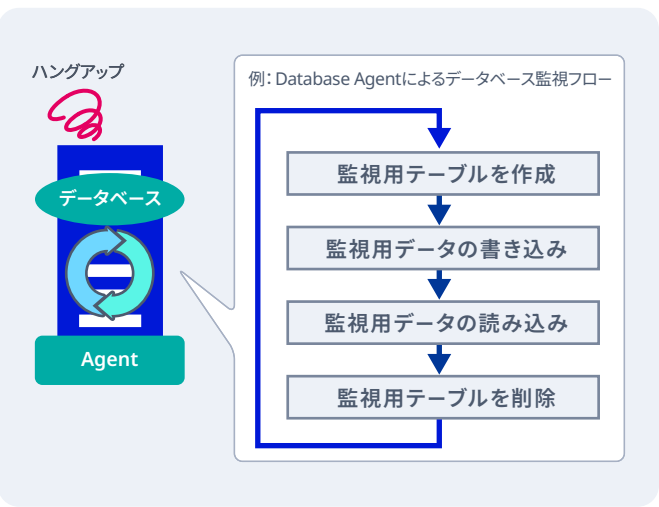 ハングアップ
データベース
Agent
例：Database Agentによるデータベース監視フロー
監視用テーブルを作成
監視用データの書き込み
監視用データの読み込み
監視用テーブルを削除